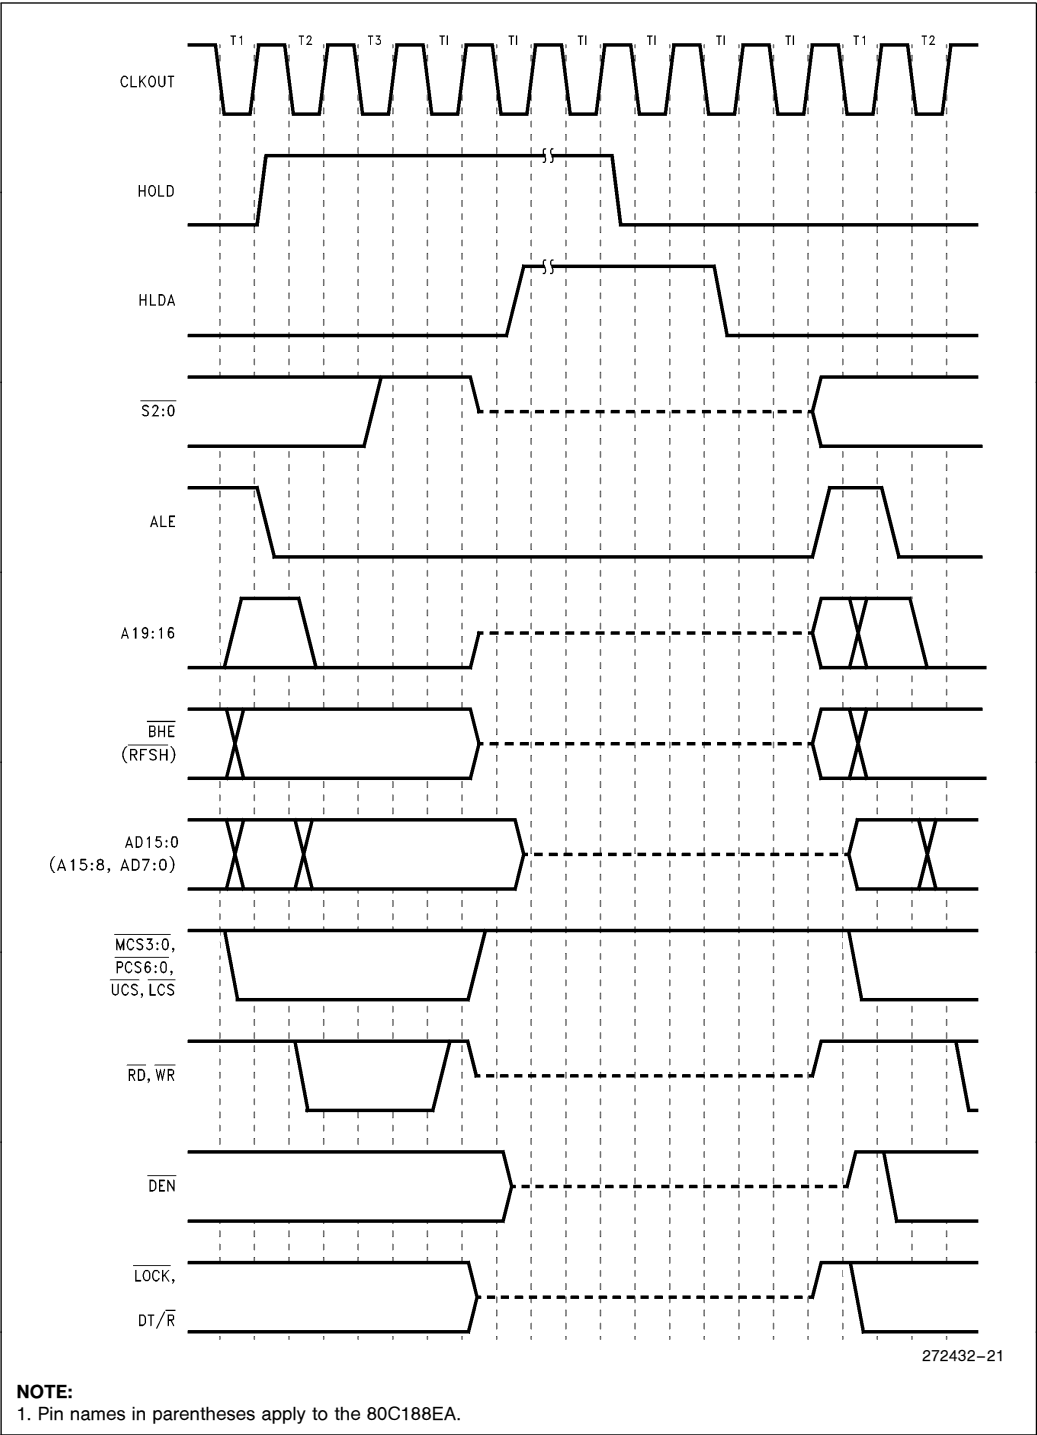 T1 T2 T3 TI TI TI TI TI TI T1 T2
CLKOUT
HOLD
HLDA
S2:0
ALE
A19:16
BHE
(RFSH)
AD15:0
(A15:8, AD7:0)
MCS3:0,
PCS6:0,
UCS, LCS
RD, WR
DEN
LOCK,
DT/R
272432–21
NOTE:
1. Pin names in parentheses apply to the 80C188EA.